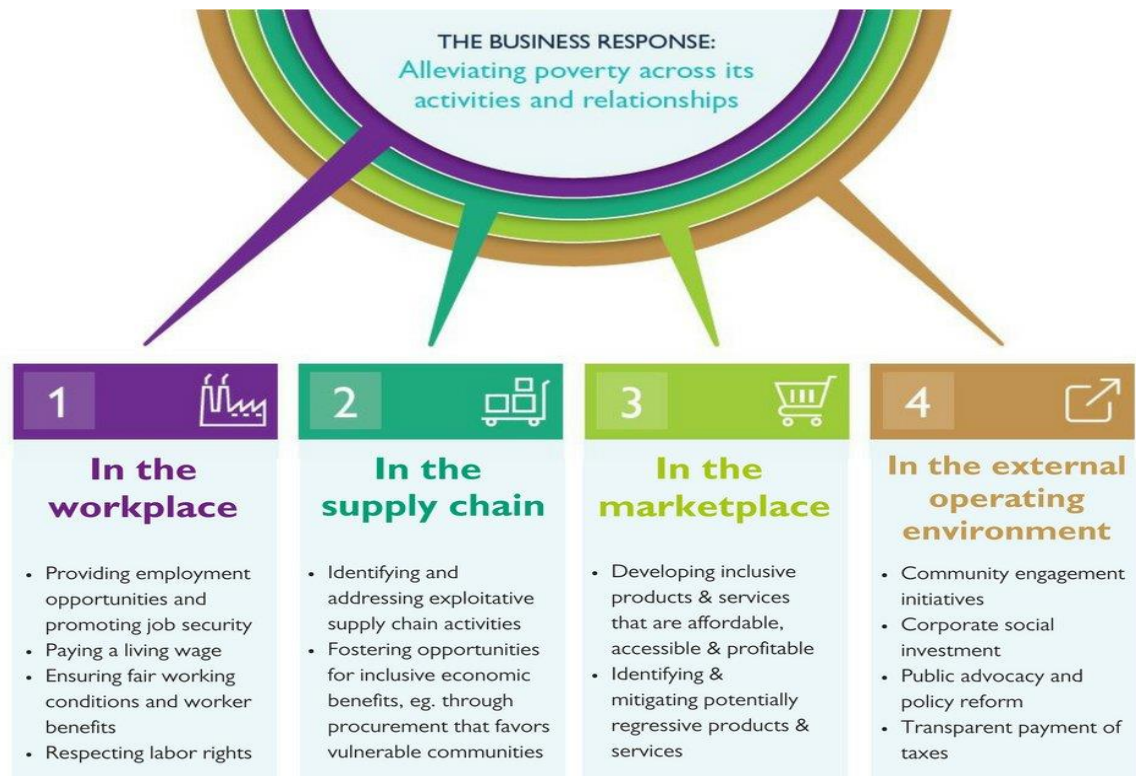 THE BUSINESS RESPONSE:
Alleviating poverty across its
activities and relationships
1
In the
workplace
• Providing employment
opportunities and
promoting job security
• Paying a living wage
• Ensuring fair working
conditions and worker
benefits
• Respecting labor rights
2
In the
supply chain
• Identifying and
addressing exploitative
supply chain activities
• Fostering opportunities
for inclusive economic
benefits, eg. through
procurement that favors
vulnerable communities
3
In the
marketplace
• Developing inclusive
products & services
that are affordable,
accessible & profitable
• Identifying &
mitigating potentially
regressive products &
services
4
In the external
operating
environment
• Community engagement
initiatives
• Corporate social
investment
• Public advocacy and
policy reform
• Transparent payment of
taxes